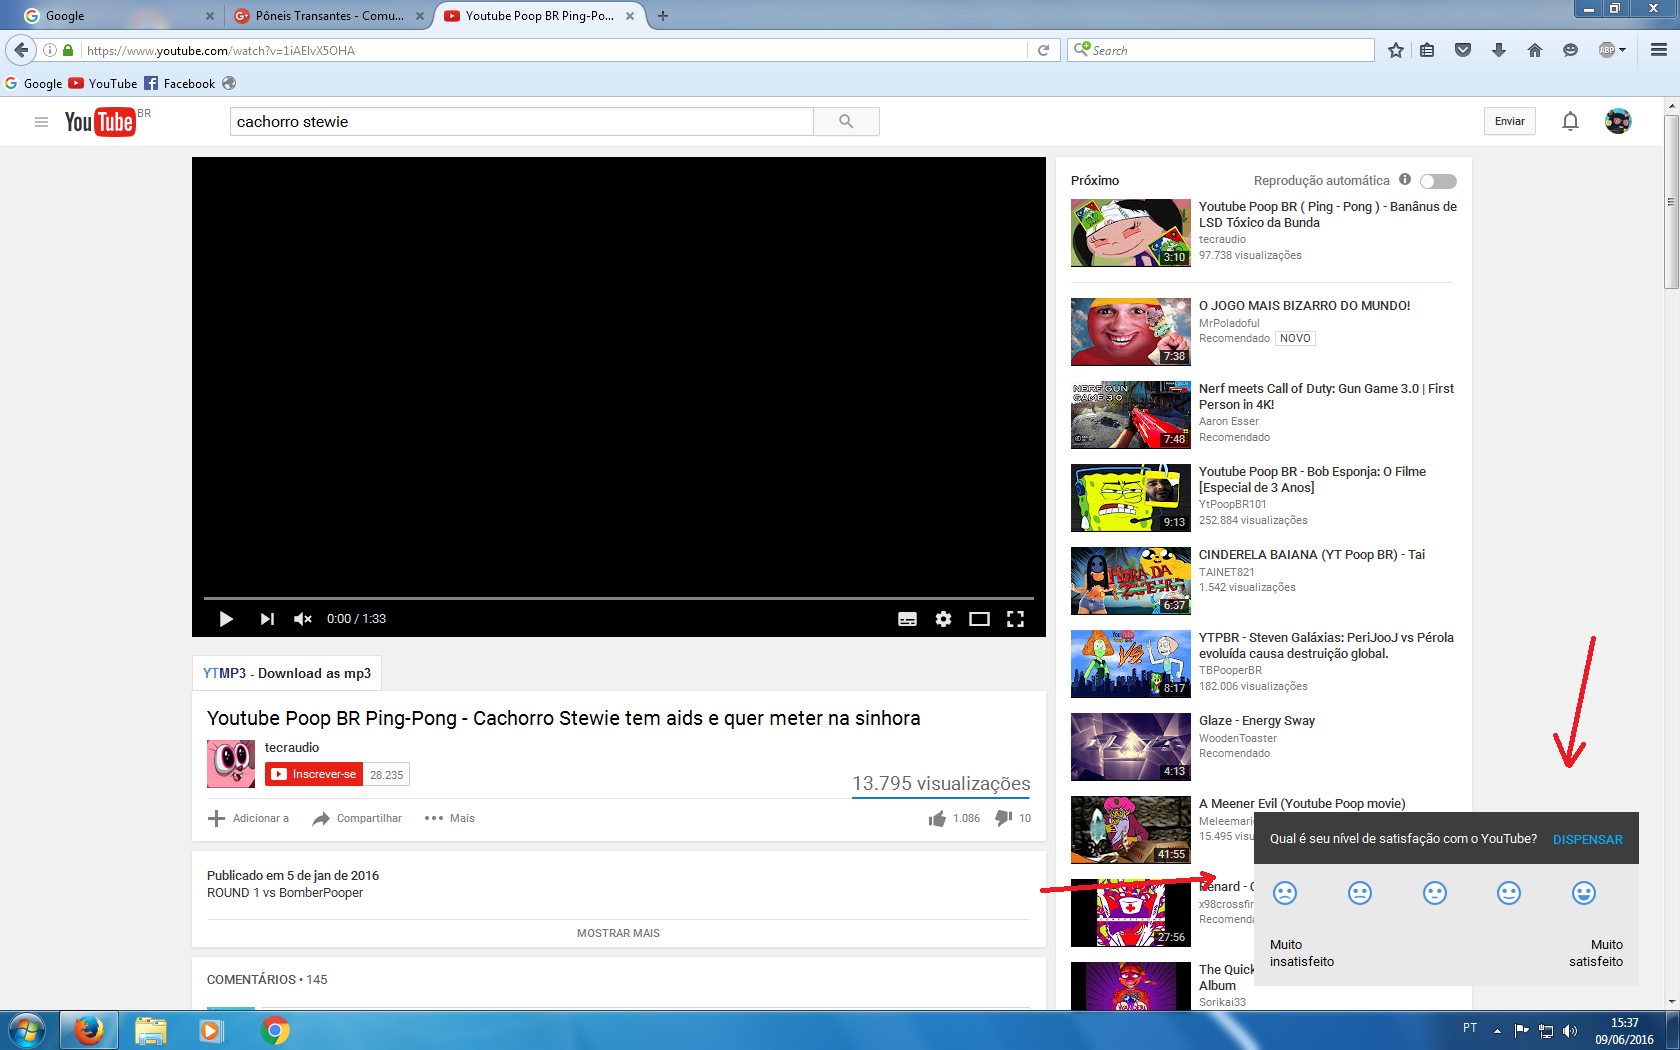 Google
Pôneis Transantes - Comu...
Youtube Poop BR Ping-Po...
https://www.youtube.com/watch?v=1iAElvX5OHA
Search
ABP
Google
YouTube
Facebook
YouTube BR
cachorro stewie
Enviar
0:00 / 1:33
YTMP3 - Download as mp3
Youtube Poop BR Ping-Pong - Cachorro Stewie tem aids e quer meter na sinhora
tecraudio
Inscrever-se
28.235
13.795 visualizações
Adicionar a
Compartilhar
Mais
1.086
10
Publicado em 5 de jan de 2016
ROUND 1 vs BomberPooper
MOSTRAR MAIS
COMENTÁRIOS • 145
Próximo
Reprodução automática
3:10
Youtube Poop BR ( Ping - Pong ) - Banânus de
LSD Tóxico da Bunda
tecraudio
97.738 visualizações
7:38
O JOGO MAIS BIZARRO DO MUNDO!
MrPoladoful
Recomendado NOVO
NERF GUN
GAME 3.0
7:48
Nerf meets Call of Duty: Gun Game 3.0 | First
Person in 4K!
Aaron Esser
Recomendado
9:13
Youtube Poop BR - Bob Esponja: O Filme
[Especial de 3 Anos]
YtPoopBR101
252.884 visualizações
HORA DA
6:37
CINDERELA BAIANA (YT Poop BR) - Tai
TAINET821
1.542 visualizações
YouTube
VS
8:17
YTPBR - Steven Galáxias: PeriJooJ vs Pérola
evoluída causa destruição global.
TBPooperBR
182.006 visualizações
4:13
Glaze - Energy Sway
WoodenToaster
Recomendado
41:55
A Meener Evil (Youtube Poop movie)
Meleemari
15.495 visu
27:56
Renard - 
x98crossfir
Recomenda
The Quick
Album
Sorikai33
Qual é seu nível de satisfação com o YouTube?
DISPENSAR
Muito
insatisfeito
Muito
satisfeito
PT
15:37
09/06/2016